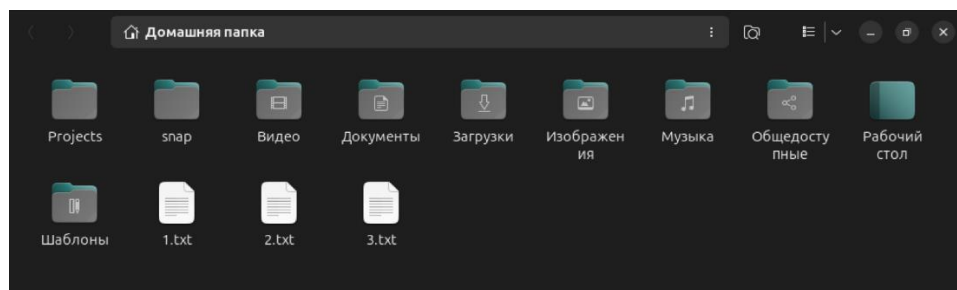 Домашняя папка
Projects
snap
Видео
Документы
Загрузки
Изображен
ия
Музыка
Общедосту
пные
Рабочий
стол
Шаблоны
1.txt
2.txt
3.txt